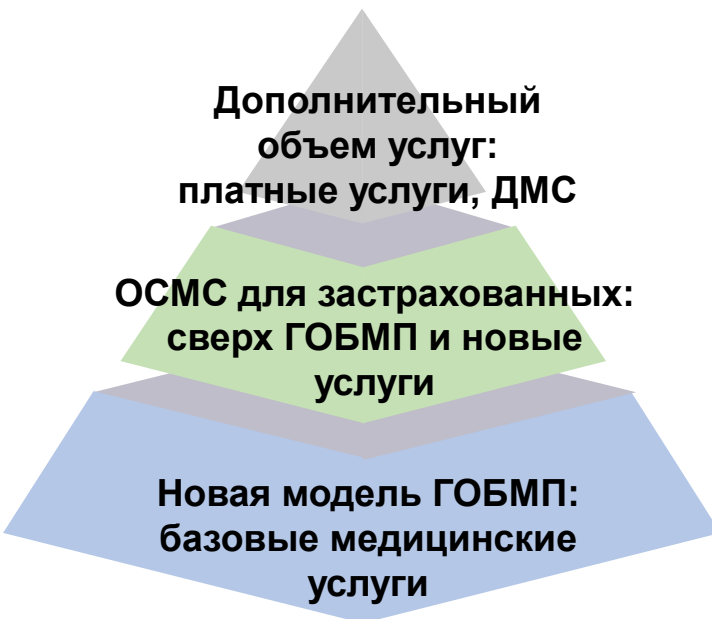 Дополнительный
объем услуг:
платные услуги, ДМС
ОСМС для застрахованных:
сверх ГОБМП и новые
услуги
Новая модель ГОБМП:
базовые медицинские
услуги